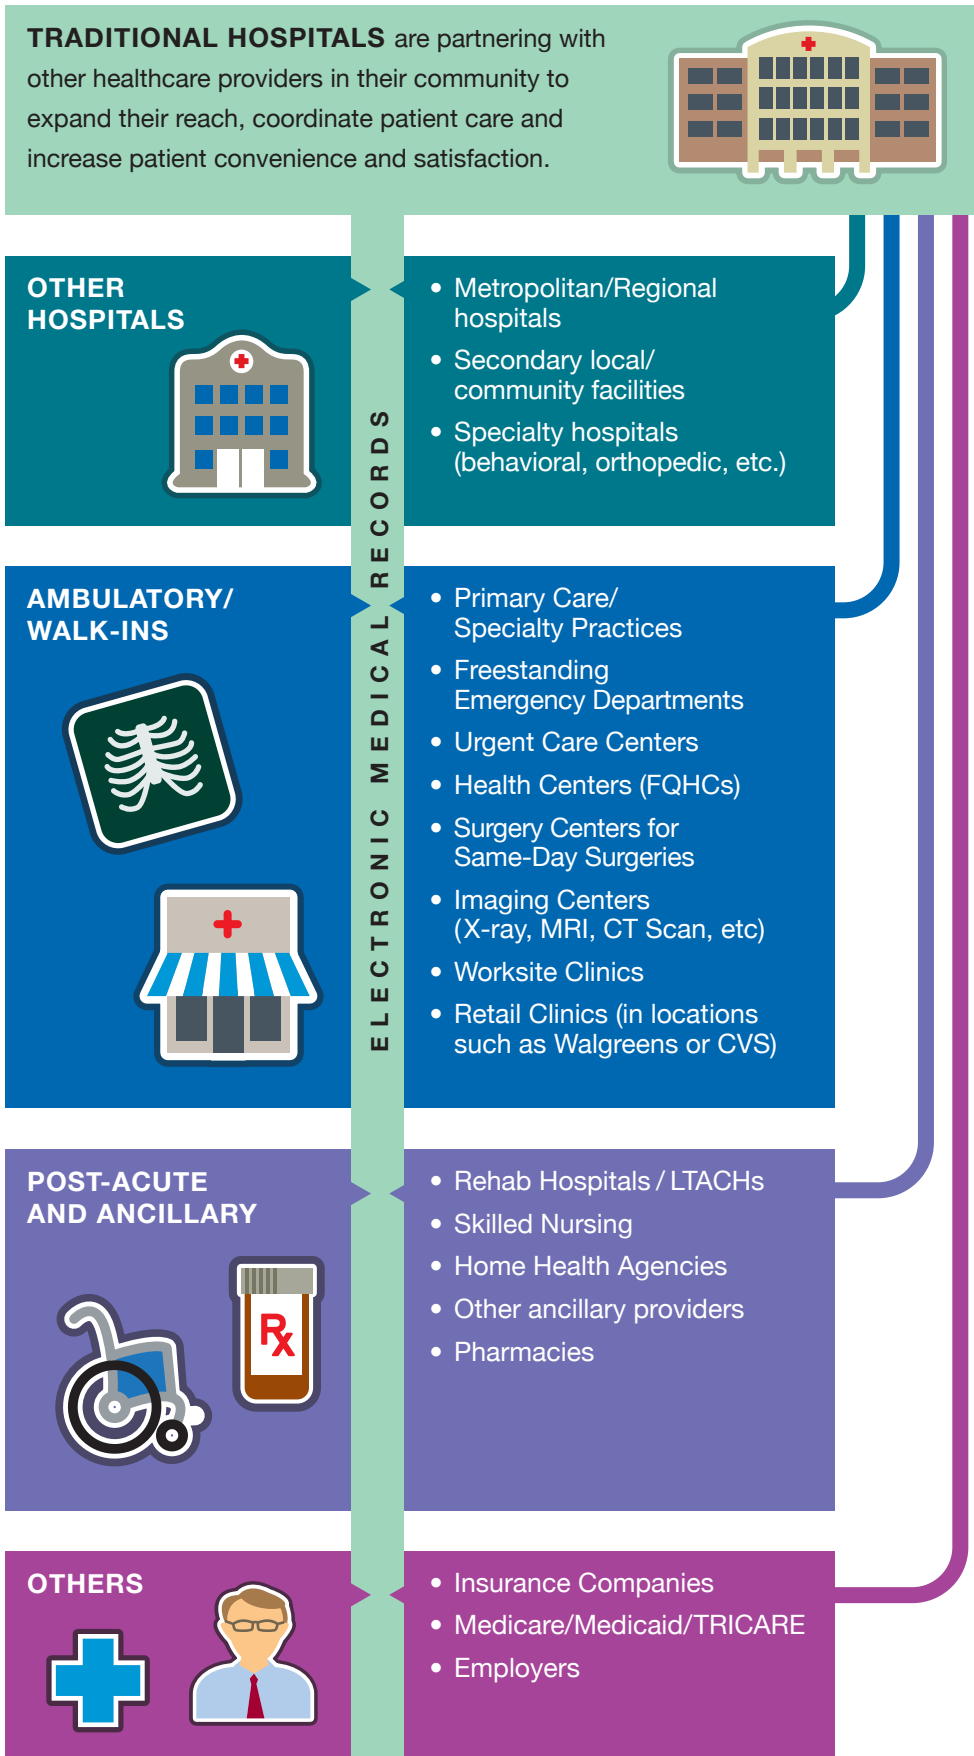 TRADITIONAL HOSPITALS are partnering with
other healthcare providers in their community to
expand their reach, coordinate patient care and
increase patient convenience and satisfaction.
OTHER
HOSPITALS
• Metropolitan/Regional
hospitals
• Secondary local/
community facilities
• Specialty hospitals
(behavioral, orthopedic, etc.)
ELECTRONIC MEDICAL RECORDS
AMBULATORY/
WALK-INS
• Primary Care/
Specialty Practices
• Freestanding
Emergency Departments
• Urgent Care Centers
• Health Centers (FQHCs)
• Surgery Centers for
Same-Day Surgeries
• Imaging Centers
(X-ray, MRI, CT Scan, etc)
• Worksite Clinics
• Retail Clinics (in locations
such as Walgreens or CVS)
POST-ACUTE
AND ANCILLARY
Rx
• Rehab Hospitals / LTACHs
• Skilled Nursing
• Home Health Agencies
• Other ancillary providers
• Pharmacies
OTHERS
• Insurance Companies
• Medicare/Medicaid/TRICARE
• Employers